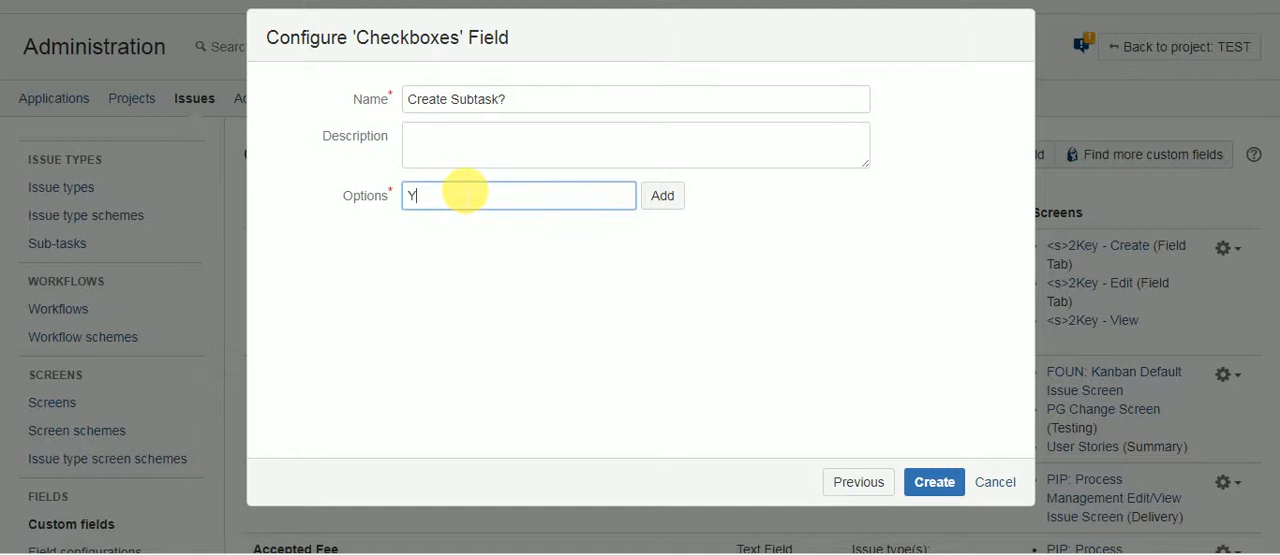 Configure 'Checkboxes' Field
Administration
Searc
Back to project: TEST
Applications Projects Issues Ad
Name*
Create Subtask?
Description
Options*
Y
Add
ISSUE TYPES
Issue types
Issue type schemes
Sub-tasks
WORKFLOWS
Workflows
Workflow schemes
SCREENS
Screens
Screen schemes
Issue type screen schemes
FIELDS
Custom fields
Field configurations
Find more custom fields
Screens
<s>2Key - Create (Field
Tab)
<s>2Key - Edit (Field
Tab)
<s>2Key - View
FOUN: Kanban Default
Issue Screen
PG Change Screen
(Testing)
User Stories (Summary)
PIP: Process
Management Edit/View
Issue Screen (Delivery)
Previous Create Cancel
Accepted Fee Text Field Issue type(s): PIP: Process